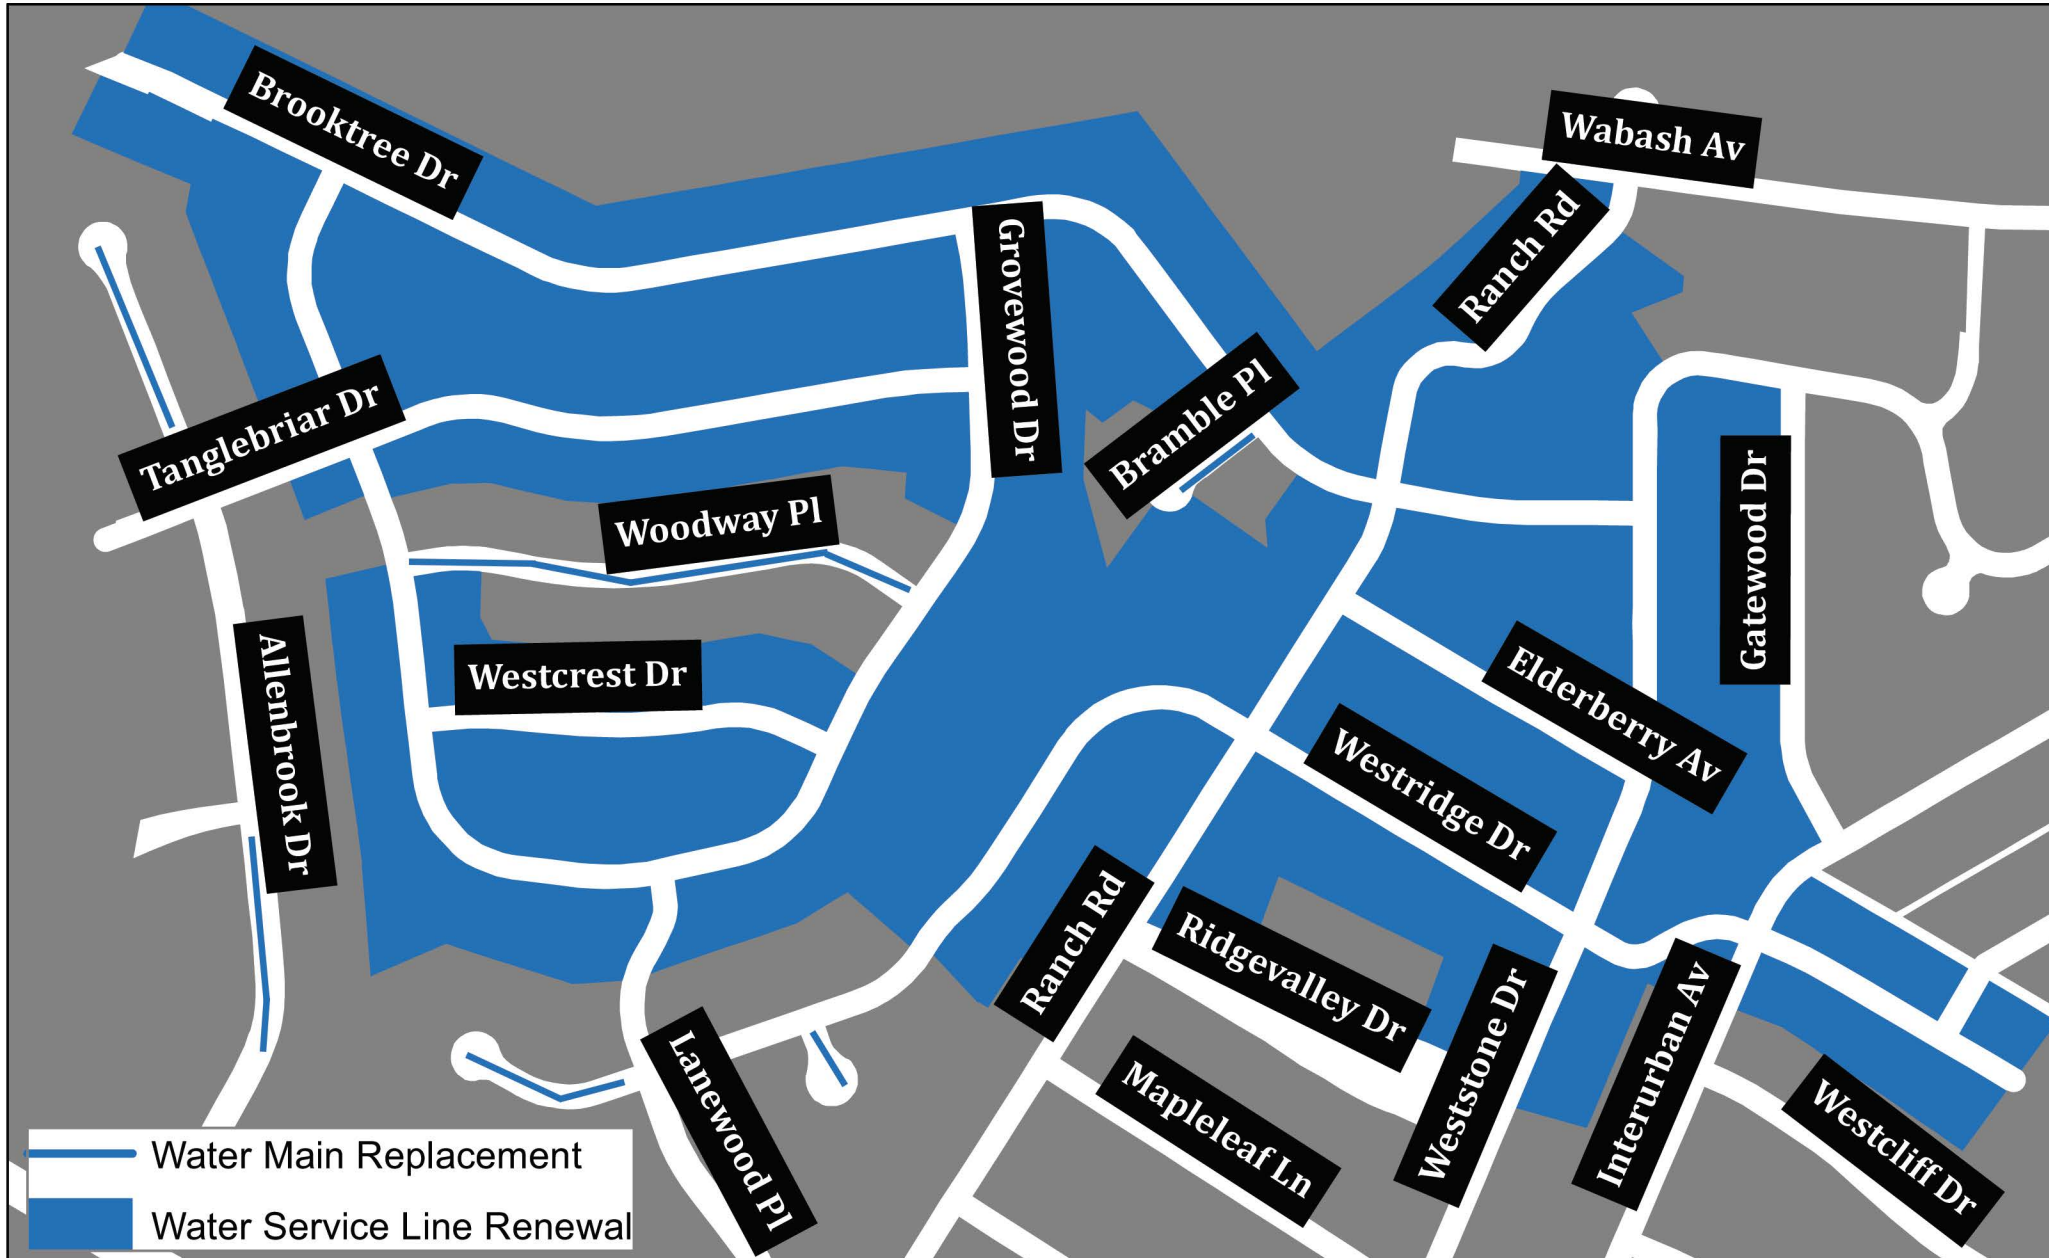 Brooktree Dr
Wabash Av
Ranch Rd
Grovewood Dr
Bramble Pl
Tanglebriar Dr
Woodway Pl
Gatewood Dr
Elderberry Av
Westcrest Dr
Allenbrook Dr
Westridge Dr
Ranch Rd
Ridgevalley Dr
Weststone Dr
Interurban Av
Lanewood Pl
Mapleleaf Ln
Westcliff Dr
Water Main Replacement
Water Service Line Renewal